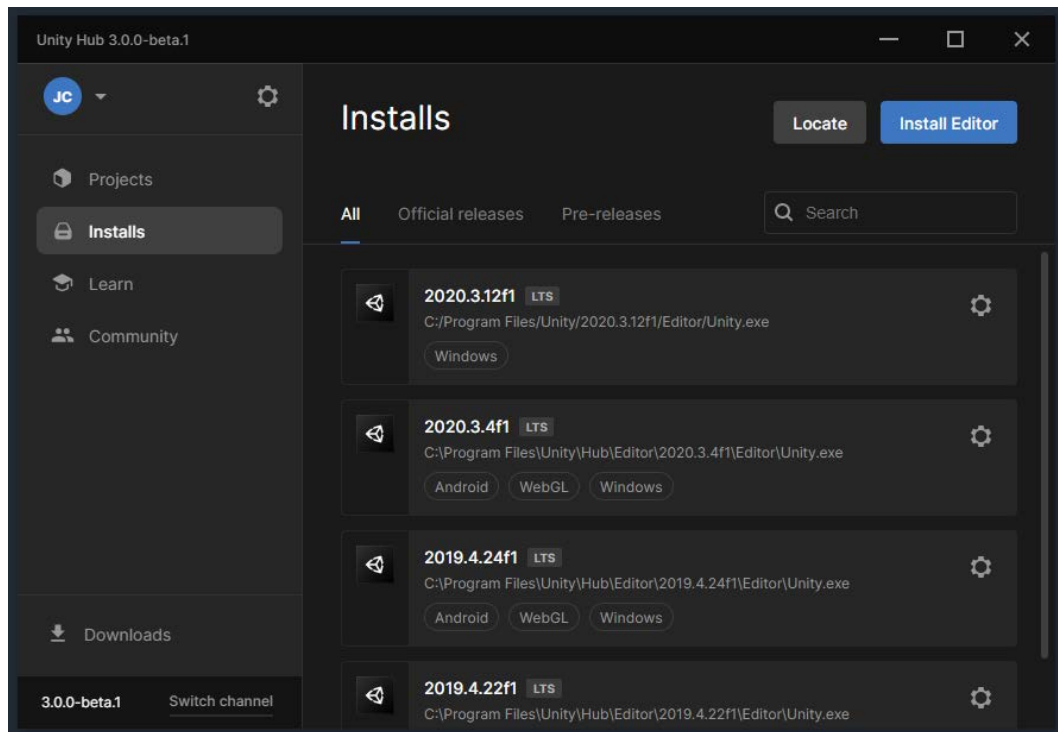 Unity Hub 3.0.0-beta.1
JC
Projects
Installs
Learn
Community
Downloads
3.0.0-beta.1 Switch channel
Installs
Locate Install Editor
All Official releases Pre-releases Search
2020.3.12f1 LTS
C:/Program Files/Unity/2020.3.12f1/Editor/Unity.exe
Windows
2020.3.4f1 LTS
C:\Program Files\Unity\Hub\Editor\2020.3.4f1\Editor\Unity.exe
Android WebGL Windows
2019.4.24f1 LTS
C:\Program Files\Unity\Hub\Editor\2019.4.24f1\Editor\Unity.exe
Android WebGL Windows
2019.4.22f1 LTS
C:\Program Files\Unity\Hub\Editor\2019.4.22f1\Editor\Unity.exe